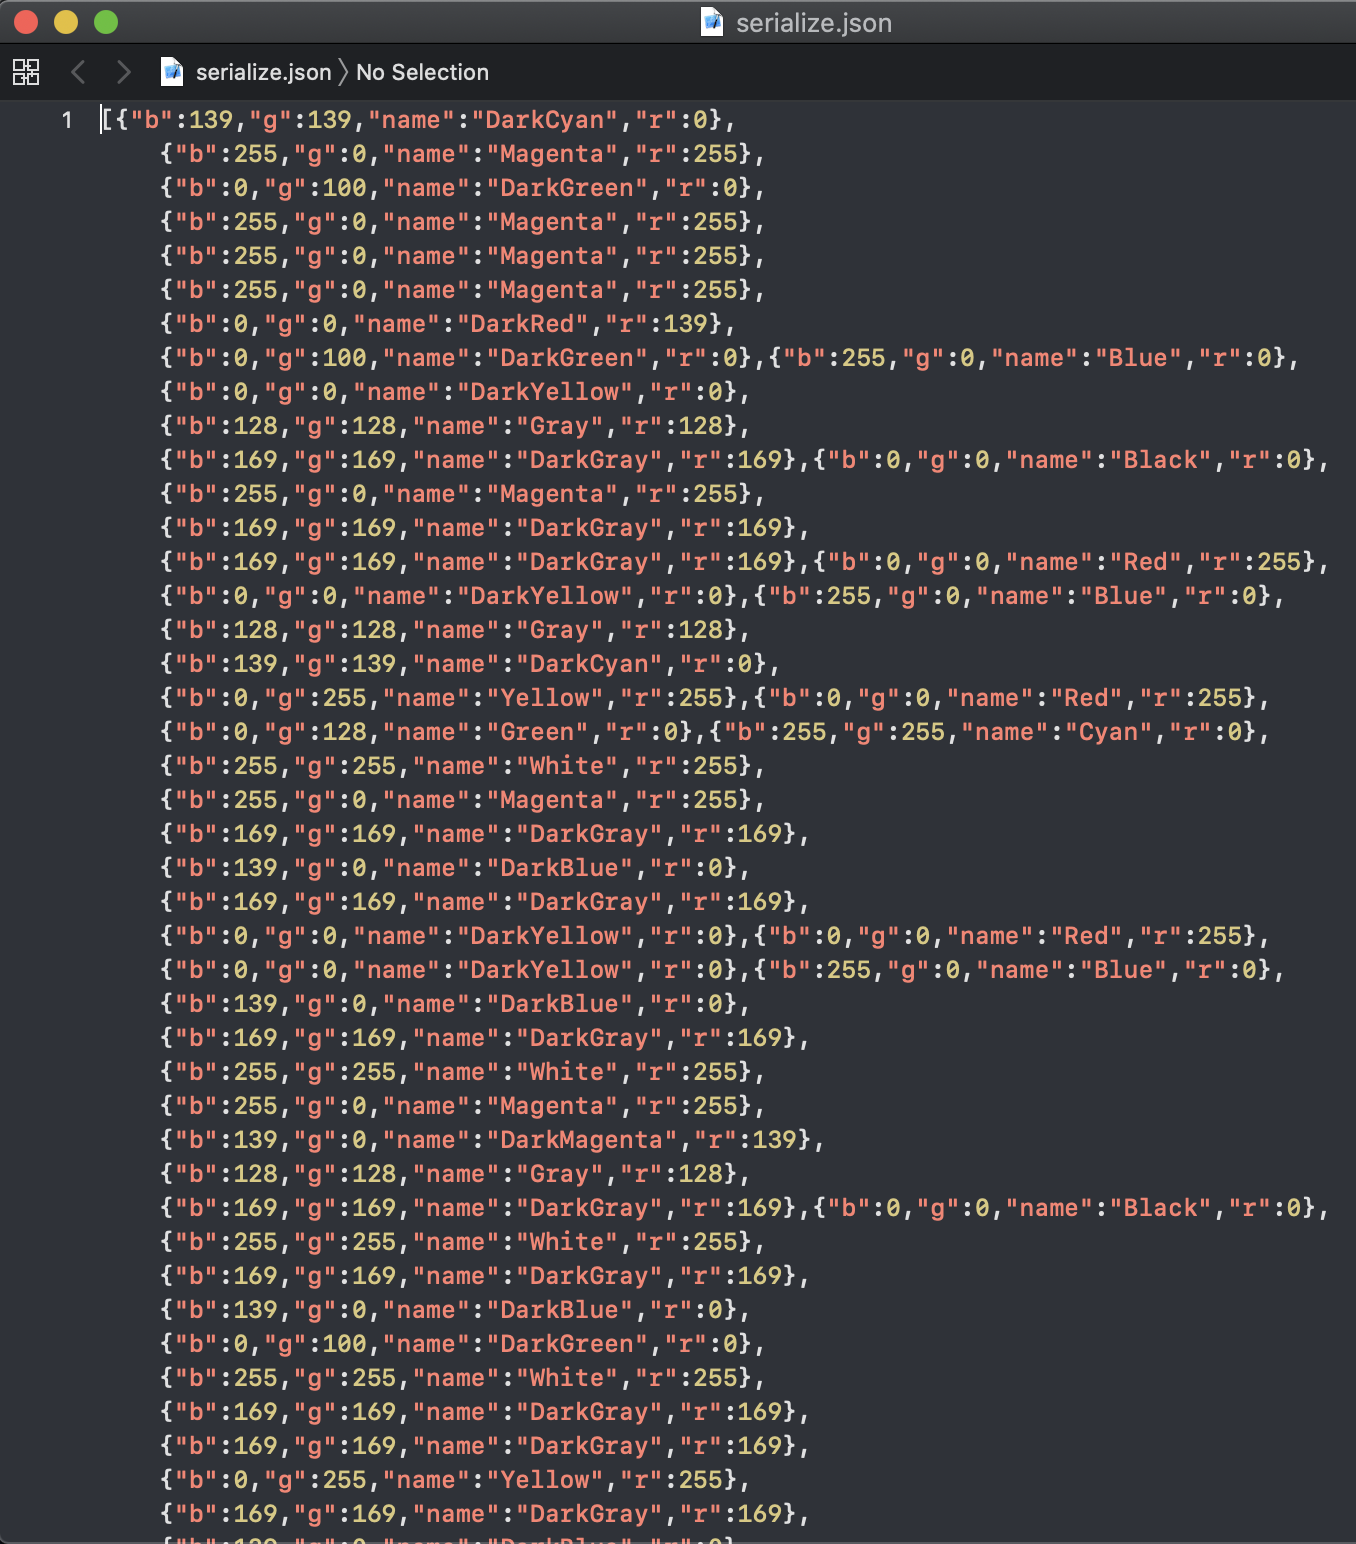 serialize.json
serialize.json 〉 No Selection
1 [{"b":139,"g":139,"name":"DarkCyan","r":0},
{"b":255,"g":0,"name":"Magenta","r":255},
{"b":0,"g":100,"name":"DarkGreen","r":0},
{"b":255,"g":0,"name":"Magenta","r":255},
{"b":255,"g":0,"name":"Magenta","r":255},
{"b":255,"g":0,"name":"Magenta","r":255},
{"b":0,"g":0,"name":"DarkRed","r":139},
{"b":0,"g":100,"name":"DarkGreen","r":0},{"b":255,"g":0,"name":"Blue","r":0},
{"b":0,"g":0,"name":"DarkYellow","r":0},
{"b":128,"g":128,"name":"Gray","r":128},
{"b":169,"g":169,"name":"DarkGray","r":169},{"b":0,"g":0,"name":"Black","r":0},
{"b":255,"g":0,"name":"Magenta","r":255},
{"b":169,"g":169,"name":"DarkGray","r":169},
{"b":169,"g":169,"name":"DarkGray","r":169},{"b":0,"g":0,"name":"Red","r":255},
{"b":0,"g":0,"name":"DarkYellow","r":0},{"b":255,"g":0,"name":"Blue","r":0},
{"b":128,"g":128,"name":"Gray","r":128},
{"b":139,"g":139,"name":"DarkCyan","r":0},
{"b":0,"g":255,"name":"Yellow","r":255},{"b":0,"g":0,"name":"Red","r":255},
{"b":0,"g":128,"name":"Green","r":0},{"b":255,"g":255,"name":"Cyan","r":0},
{"b":255,"g":255,"name":"White","r":255},
{"b":255,"g":0,"name":"Magenta","r":255},
{"b":169,"g":169,"name":"DarkGray","r":169},
{"b":139,"g":0,"name":"DarkBlue","r":0},
{"b":169,"g":169,"name":"DarkGray","r":169},
{"b":0,"g":0,"name":"DarkYellow","r":0},{"b":0,"g":0,"name":"Red","r":255},
{"b":0,"g":0,"name":"DarkYellow","r":0},{"b":255,"g":0,"name":"Blue","r":0},
{"b":139,"g":0,"name":"DarkBlue","r":0},
{"b":169,"g":169,"name":"DarkGray","r":169},
{"b":255,"g":255,"name":"White","r":255},
{"b":255,"g":0,"name":"Magenta","r":255},
{"b":139,"g":0,"name":"DarkMagenta","r":139},
{"b":128,"g":128,"name":"Gray","r":128},
{"b":169,"g":169,"name":"DarkGray","r":169},{"b":0,"g":0,"name":"Black","r":0},
{"b":255,"g":255,"name":"White","r":255},
{"b":169,"g":169,"name":"DarkGray","r":169},
{"b":139,"g":0,"name":"DarkBlue","r":0},
{"b":0,"g":100,"name":"DarkGreen","r":0},
{"b":255,"g":255,"name":"White","r":255},
{"b":169,"g":169,"name":"DarkGray","r":169},
{"b":169,"g":169,"name":"DarkGray","r":169},
{"b":0,"g":255,"name":"Yellow","r":255},
{"b":169,"g":169,"name":"DarkGray","r":169},